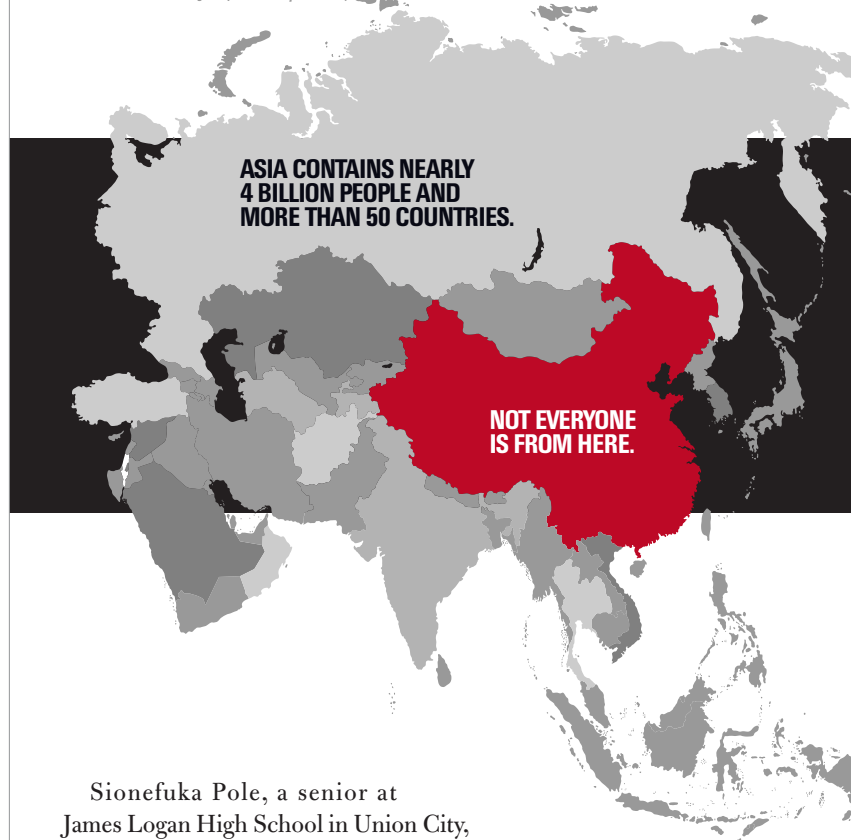 ASIA CONTAINS NEARLY
4 BILLION PEOPLE AND
MORE THAN 50 COUNTRIES.
NOT EVERYONE
IS FROM HERE.
Sionefuka Pole, a senior at
James Logan High School in Union City,